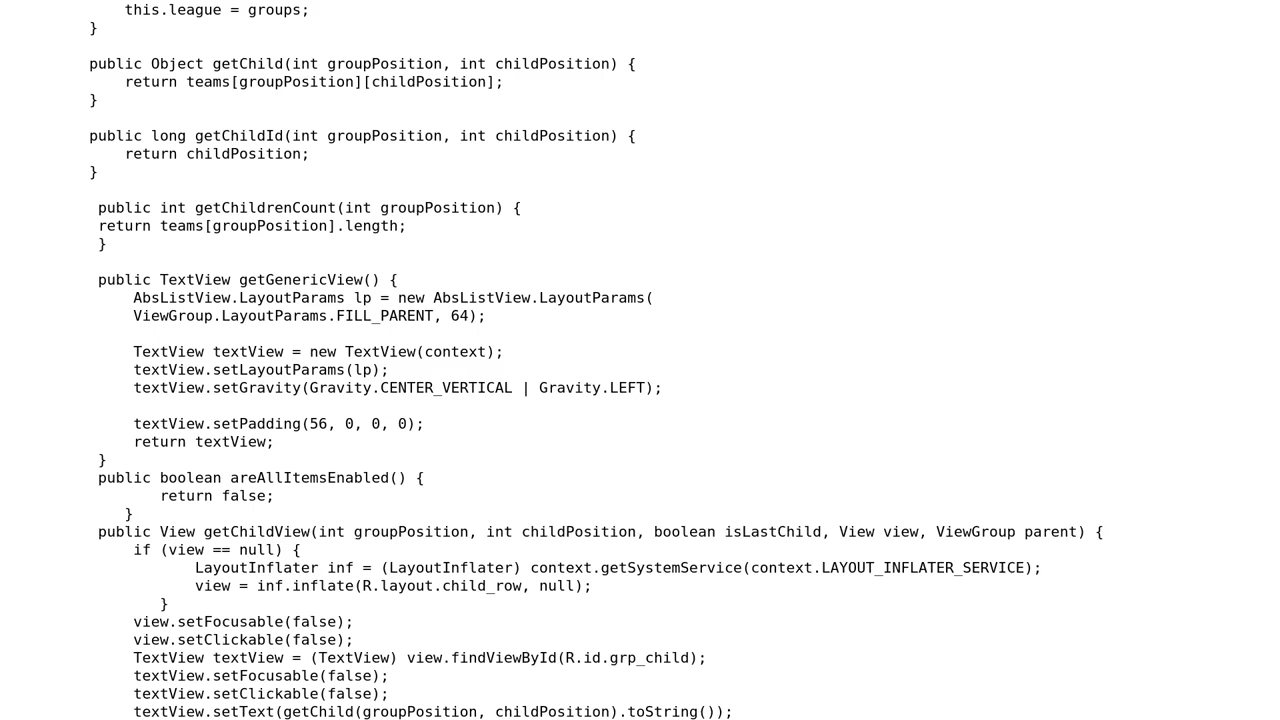 this.league = groups;
}
public Object getChild(int groupPosition, int childPosition) {
return teams[groupPosition][childPosition];
}
public long getChildId(int groupPosition, int childPosition) {
return childPosition;
}
public int getChildrenCount(int groupPosition) {
return teams[groupPosition].length;
}
public TextView getGenericView() {
AbsListView.LayoutParams lp = new AbsListView.LayoutParams(
ViewGroup.LayoutParams.FILL_PARENT, 64);
TextView textView = new TextView(context);
textView.setLayoutParams(lp);
textView.setGravity(Gravity.CENTER_VERTICAL | Gravity.LEFT);
textView.setPadding(56, 0, 0, 0);
return textView;
}
public boolean areAllItemsEnabled() {
return false;
}
public View getChildView(int groupPosition, int childPosition, boolean isLastChild, View view, ViewGroup parent) {
if (view == null) {
LayoutInflater inf = (LayoutInflater) context.getSystemService(context.LAYOUT_INFLATER_SERVICE);
view = inf.inflate(R.layout.child_row, null);
}
view.setFocusable(false);
view.setClickable(false);
TextView textView = (TextView) view.findViewById(R.id.grp_child);
textView.setFocusable(false);
textView.setClickable(false);
textView.setText(getChild(groupPosition, childPosition).toString());